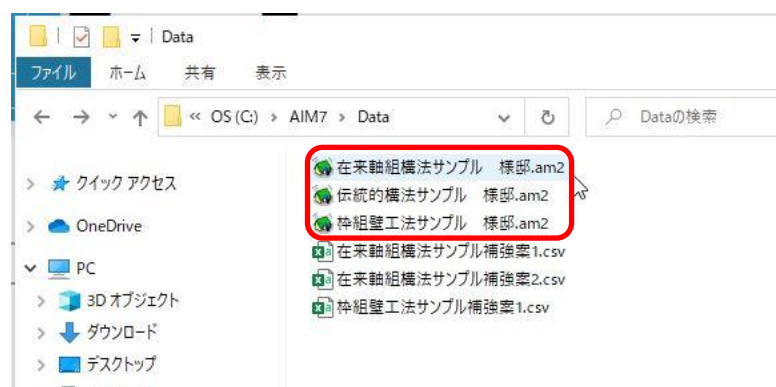 Data
ファイル ホーム 共有 表示
« OS (C:) › AIM7 › Data Dataの検索
クイック アクセス
OneDrive
PC
3D オブジェクト
ダウンロード
デスクトップ
在来軸組構法サンプル 様邸.am2
伝統的構法サンプル 様邸.am2
枠組壁工法サンプル 様邸.am2
在来軸組構法サンプル補強案1.csv
在来軸組構法サンプル補強案2.csv
枠組壁工法サンプル補強案1.csv